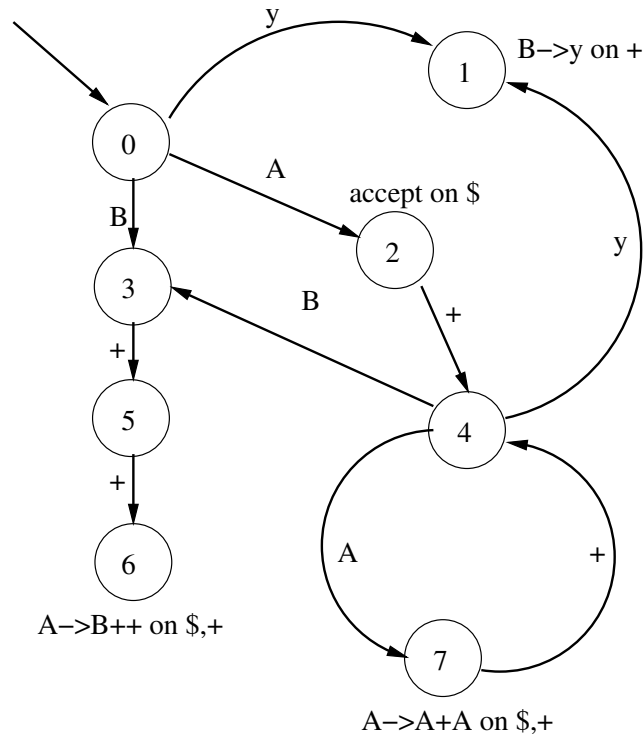 y
1
B->y on +
0
A
accept on $
B
2
y
3
B
+
+
5
4
+
6
A
+
A->B++ on $,+
7
A->A+A on $,+